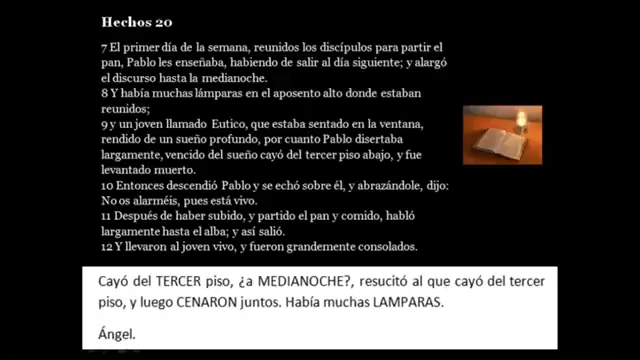 Hechos 20
7 El primer día de la semana, reunidos los discípulos para partir el
pan, Pablo les enseñaba, habiendo de salir al día siguiente; y alargó
el discurso hasta la medianoche.
8 Y había muchas lámparas en el aposento alto donde estaban
reunidos;
9 y un joven llamado Eutico, que estaba sentado en la ventana,
rendido de un sueño profundo, por cuanto Pablo disertaba
largamente, vencido del sueño cayó del tercer piso abajo, y fue
levantado muerto.
10 Entonces descendió Pablo y se echó sobre él, y abrazándole, dijo:
No os alarméis, pues está vivo.
11 Después de haber subido, y partido el pan y comido, habló
largamente hasta el alba; y así salió.
12 Y llevaron al joven vivo, y fueron grandemente consolados.
Cayó del TERCER piso, ¿a MEDIANOCHE?, resucitó al que cayó del tercer
piso, y luego CENARON juntos. Había muchas LAMPARAS.
Ángel.